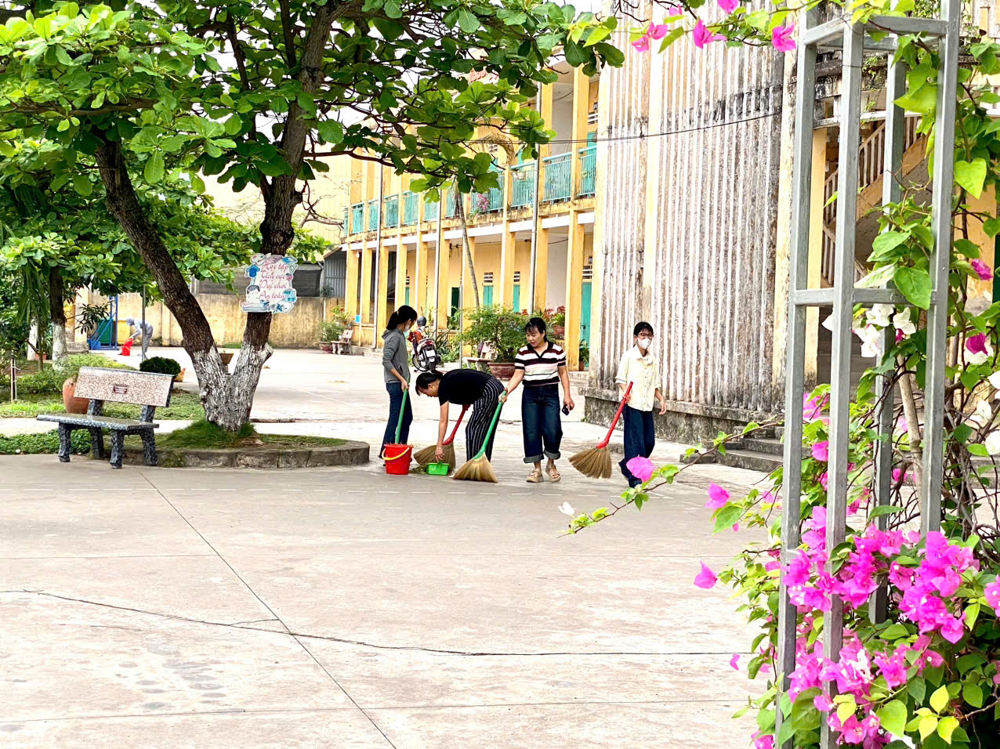 Học tập
Tích cực
Vui chơi
An toàn